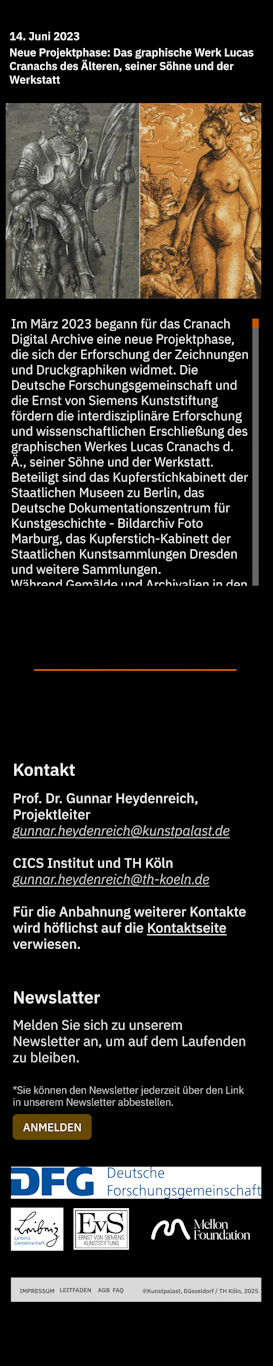 14. Juni 2023
Neue Projektphase: Das graphische Werk Lucas
Cranachs des Älteren, seiner Söhne und der
Werkstatt
Im März 2023 begann für das Cranach
Digital Archive eine neue Projektphase,
die sich der Erforschung der Zeichnungen
und Druckgraphiken widmet. Die
Deutsche Forschungsgemeinschaft und
die Ernst von Siemens Kunststiftung
fördern die interdisziplinäre Erforschung
und wissenschaftlichen Erschließung des
graphischen Werkes Lucas Cranachs d.
Ä., seiner Söhne und der Werkstatt.
Beteiligt sind das Kupferstichkabinett der
Staatlichen Museen zu Berlin, das
Deutsche Dokumentationszentrum für
Kunstgeschichte - Bildarchiv Foto
Marburg, das Kupferstich-Kabinett der
Staatlichen Kunstsammlungen Dresden
und weitere Sammlungen.
Während Gemälde und Archivalien in den
Kontakt
Prof. Dr. Gunnar Heydenreich,
Projektleiter
gunnar.heydenreich@kunstpalast.de
CICS Institut und TH Köln
gunnar.heydenreich@th-koeln.de
Für die Anbahnung weiterer Kontakte
wird höflichst auf die Kontaktseite
verwiesen.
Newslatter
Melden Sie sich zu unserem
Newsletter an, um auf dem Laufenden
zu bleiben.
*Sie können den Newsletter jederzeit über den Link
in unserem Newsletter abbestellen.
ANMELDEN
DFG Deutsche
Forschungsgemeinschaft
Leibniz
Leibniz
Gemeinschaft
EvS
ERNST VON SIEMENS
KUNSTSTIFTUNG
Mellon
Foundation
IMPRESSUM LEITFADEN AGB FAQ ©Kunstpalast, Düsseldorf / TH Köln, 2025